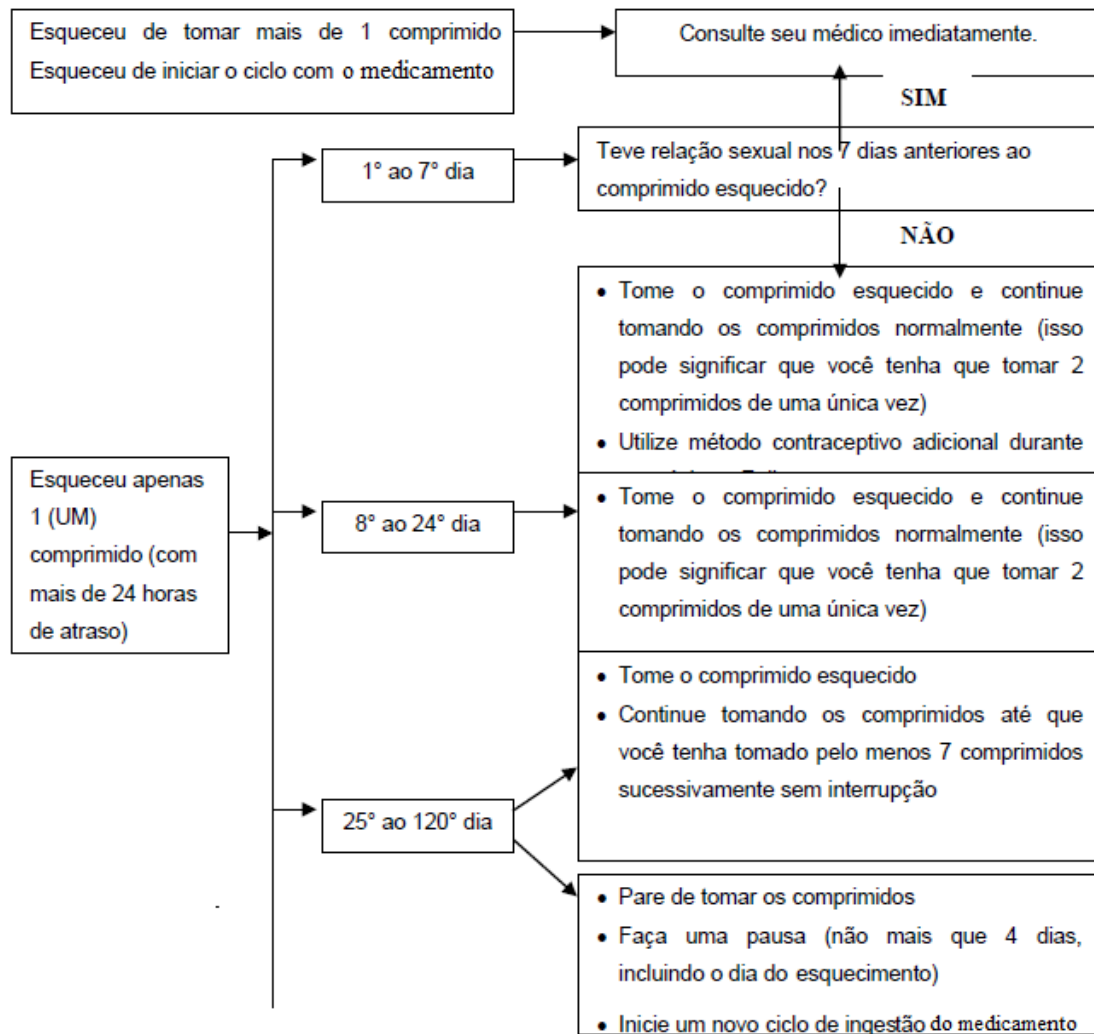 Esqueceu de tomar mais de 1 comprimido
Esqueceu de iniciar o ciclo com o medicamento
Consulte seu médico imediatamente.
SIM
1° ao 7° dia
Teve relação sexual nos 7 dias anteriores ao
comprimido esquecido?
NÃO
• Tome o comprimido esquecido e continue
tomando os comprimidos normalmente (isso
pode significar que você tenha que tomar 2
comprimidos de uma única vez)
• Utilize método contraceptivo adicional durante
Esqueceu apenas
1 (UM)
comprimido (com
mais de 24 horas
de atraso)
8° ao 24° dia
• Tome o comprimido esquecido e continue
tomando os comprimidos normalmente (isso
pode significar que você tenha que tomar 2
comprimidos de uma única vez)
25° ao 120° dia
• Tome o comprimido esquecido
• Continue tomando os comprimidos até que
você tenha tomado pelo menos 7 comprimidos
sucessivamente sem interrupção
• Pare de tomar os comprimidos
• Faça uma pausa (não mais que 4 dias,
incluindo o dia do esquecimento)
• Inicie um novo ciclo de ingestão do medicamento